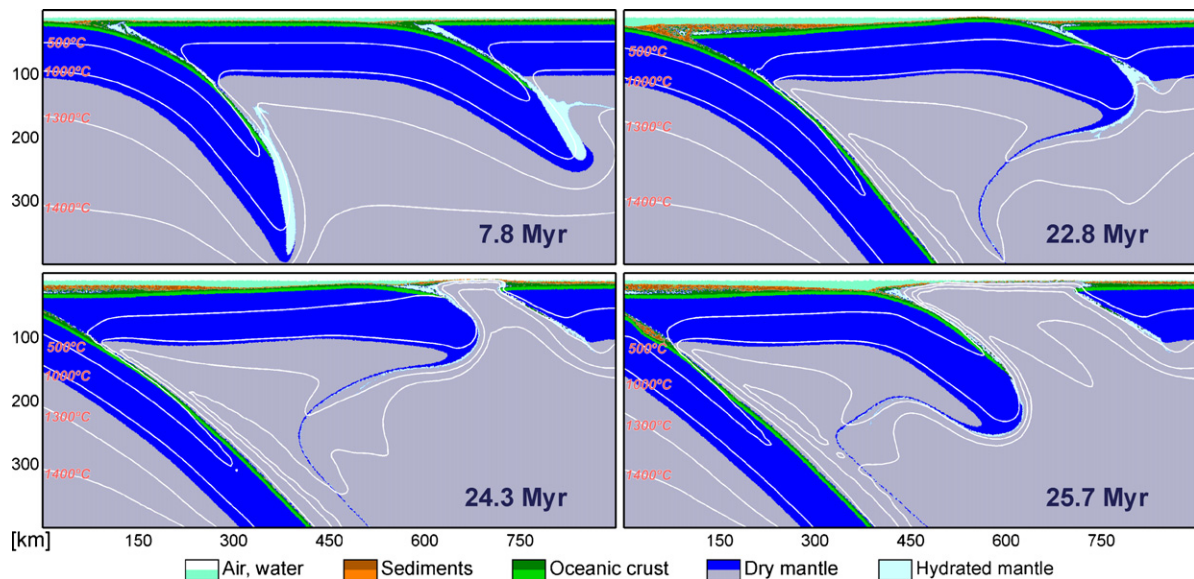 500°C
1000°C
1300°C
1400°C
7.8 Myr
100
200
300
500°C
1000°C
1300°C
1400°C
22.8 Myr
500°C
1000°C
1300°C
1400°C
24.3 Myr
100
200
300
500°C
1000°C
1300°C
1400°C
25.7 Myr
[km] 150 300 450 600 750 150 300 450 600 750
Air, water Sediments Oceanic crust Dry mantle Hydrated mantle